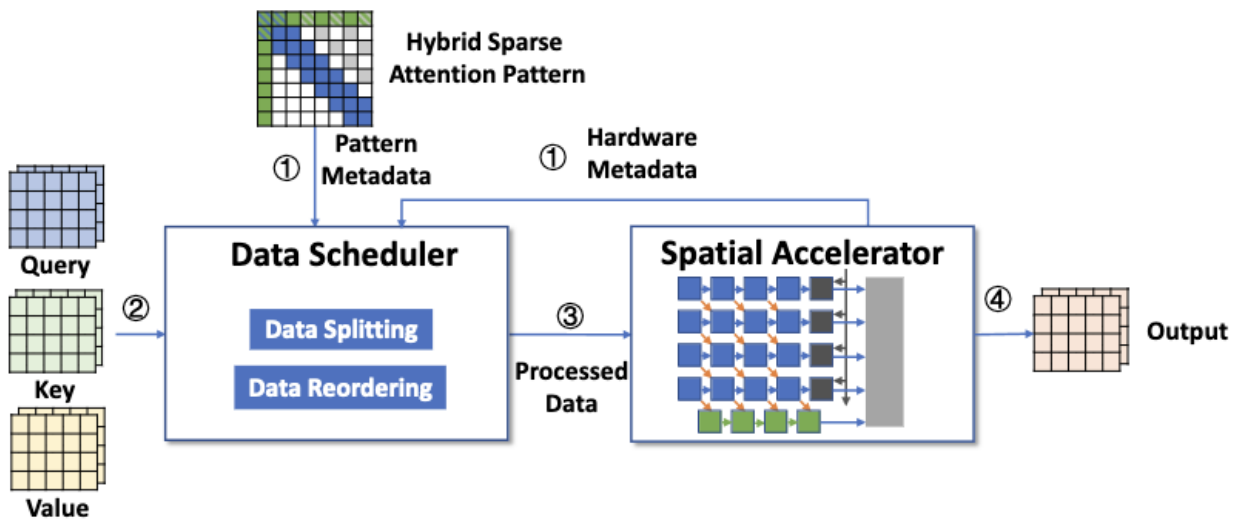 Hybrid Sparse
Attention Pattern
① Pattern
Metadata
① Hardware
Metadata
Query
Key
Value
②
Data Scheduler
Data Splitting
Data Reordering
③
Processed
Data
Spatial Accelerator
④
Output